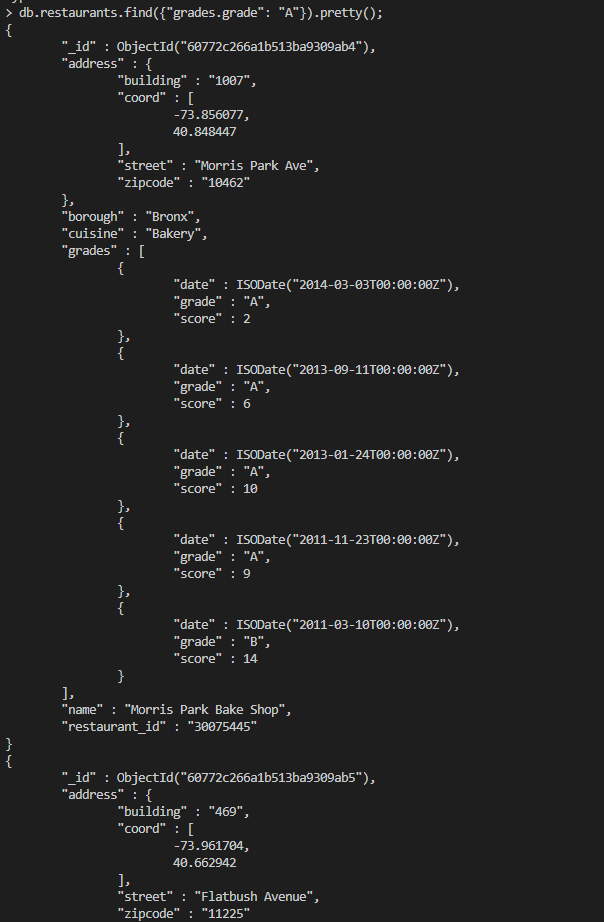 > db.restaurants.find({"grades.grade": "A"}).pretty();
{
"_id" : ObjectId("60772c266a1b513ba9309ab4"),
"address" : {
"building" : "1007",
"coord" : [
-73.856077,
40.848447
],
"street" : "Morris Park Ave",
"zipcode" : "10462"
},
"borough" : "Bronx",
"cuisine" : "Bakery",
"grades" : [
{
"date" : ISODate("2014-03-03T00:00:00Z"),
"grade" : "A",
"score" : 2
},
{
"date" : ISODate("2013-09-11T00:00:00Z"),
"grade" : "A",
"score" : 6
},
{
"date" : ISODate("2013-01-24T00:00:00Z"),
"grade" : "A",
"score" : 10
},
{
"date" : ISODate("2011-11-23T00:00:00Z"),
"grade" : "A",
"score" : 9
},
{
"date" : ISODate("2011-03-10T00:00:00Z"),
"grade" : "B",
"score" : 14
}
],
"name" : "Morris Park Bake Shop",
"restaurant_id" : "30075445"
}
{
"_id" : ObjectId("60772c266a1b513ba9309ab5"),
"address" : {
"building" : "469",
"coord" : [
-73.961704,
40.662942
],
"street" : "Flatbush Avenue",
"zipcode" : "11225"